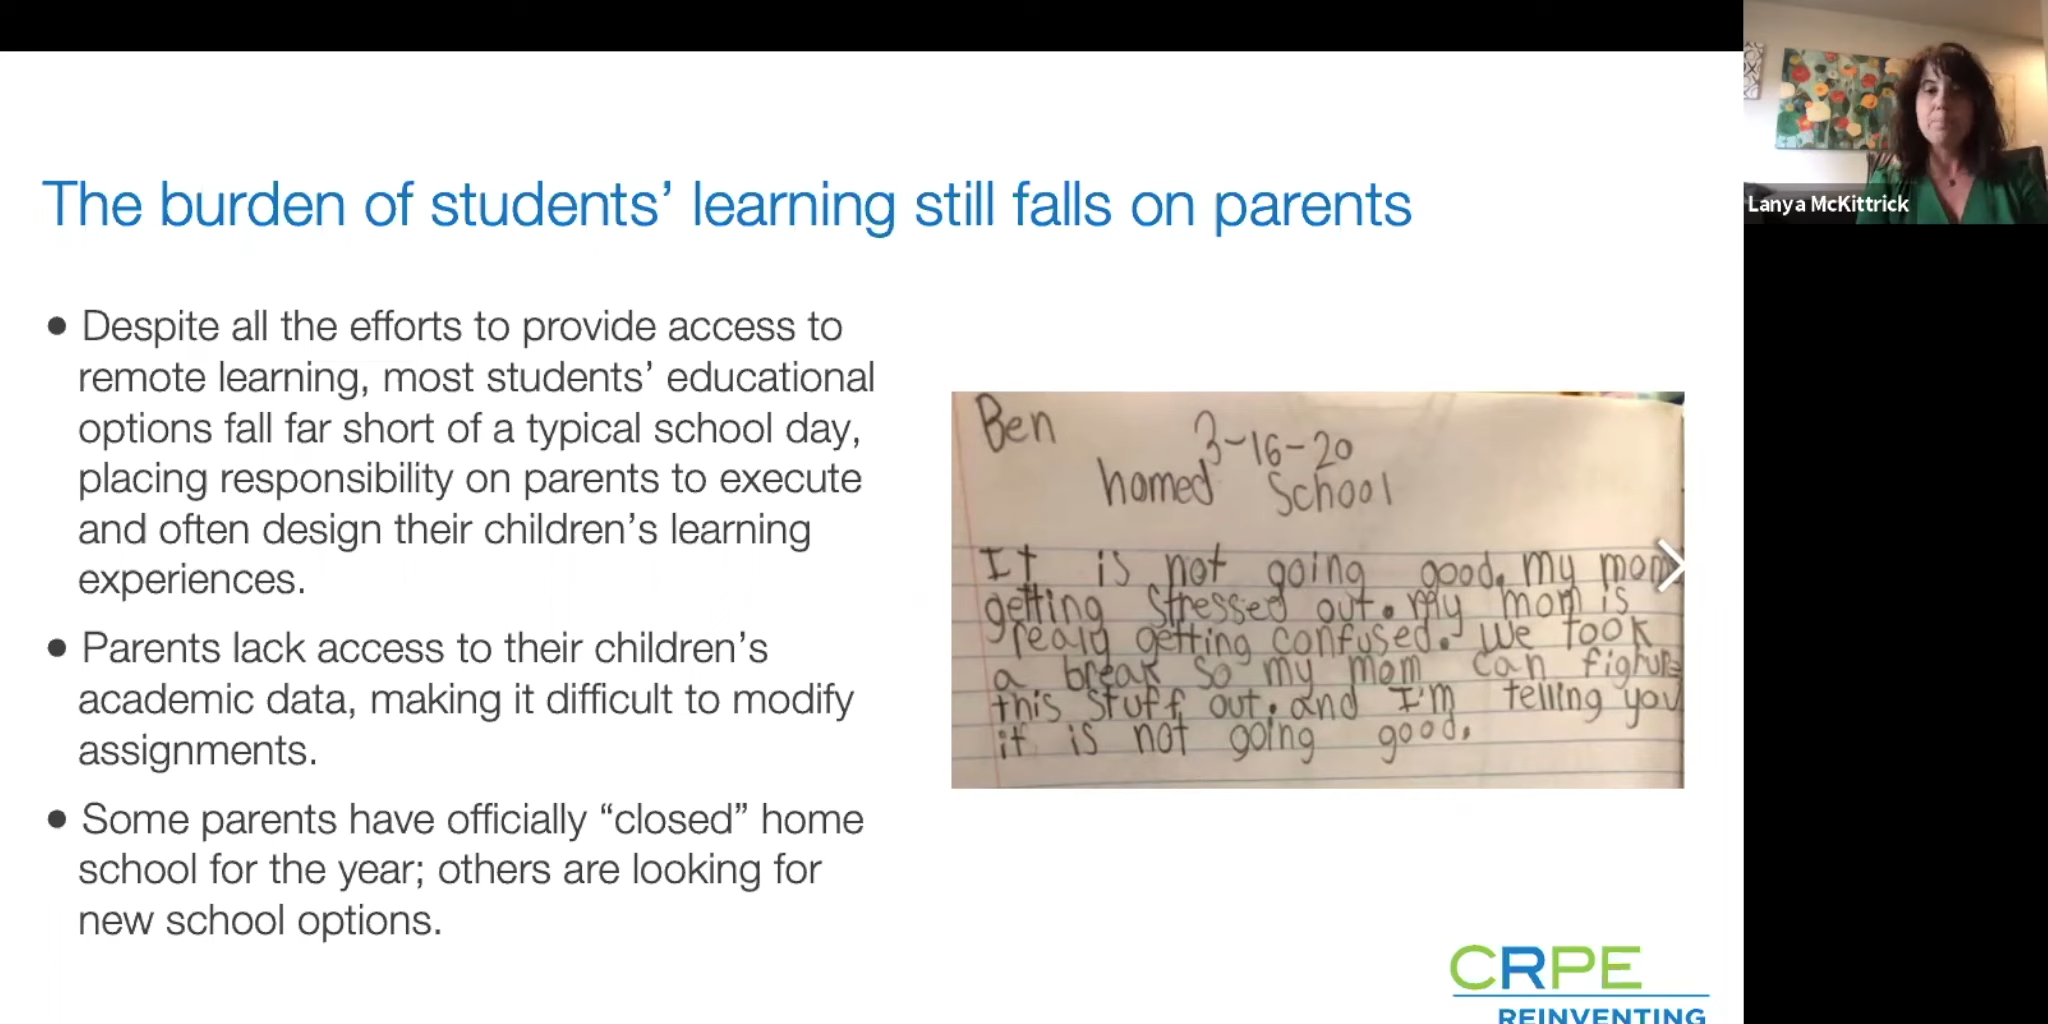 The burden of students’ learning still falls on parents
● Despite all the efforts to provide access to
remote learning, most students’ educational
options fall far short of a typical school day,
placing responsibility on parents to execute
and often design their children’s learning
experiences.
● Parents lack access to their children’s
academic data, making it difficult to modify
assignments.
● Some parents have officially “closed” home
school for the year; others are looking for
new school options.
Ben
3-16-20
homed School
It is not going good. my mom
getting stressed out. my mom is
realy getting confused. We took
a break so my mom can fighure
this stuff out. and I'm telling you
it is not going good.
CRPE
REINVENTING
Lanya McKittrick